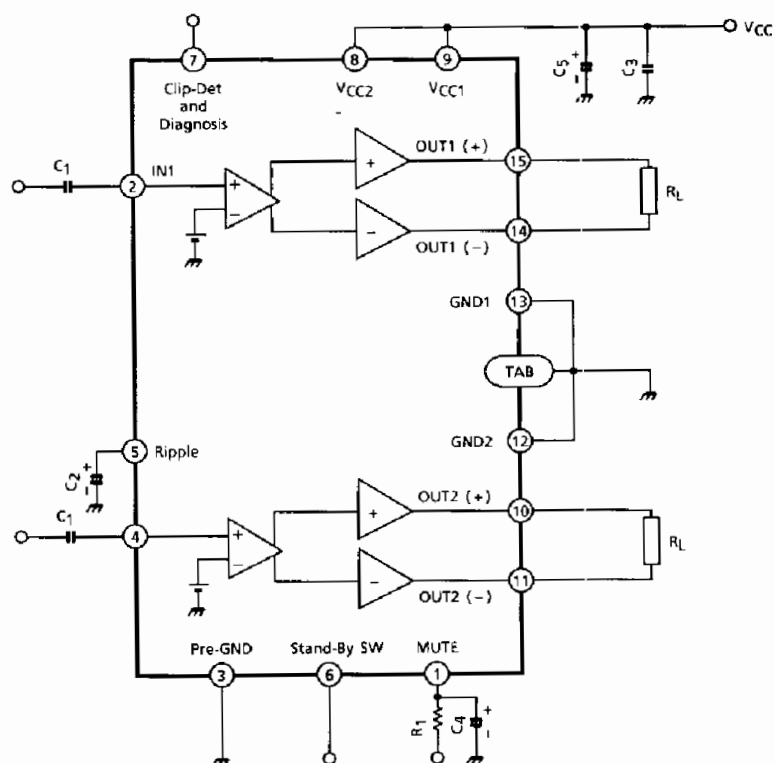 VCC
7
8
9
Clip-Det
and
Diagnosis
VCC2
VCC1
C5
+
-
C3
C1
2
IN1
+
-
+
-
OUT1 (+)
OUT1 (-)
15
14
RL
GND1
13
TAB
GND2
12
5
Ripple
C2
+
-
C1
4
+
-
+
-
OUT2 (+)
OUT2 (-)
10
11
RL
Pre-GND
Stand-By SW
MUTE
3
6
1
R1
C4
+
-